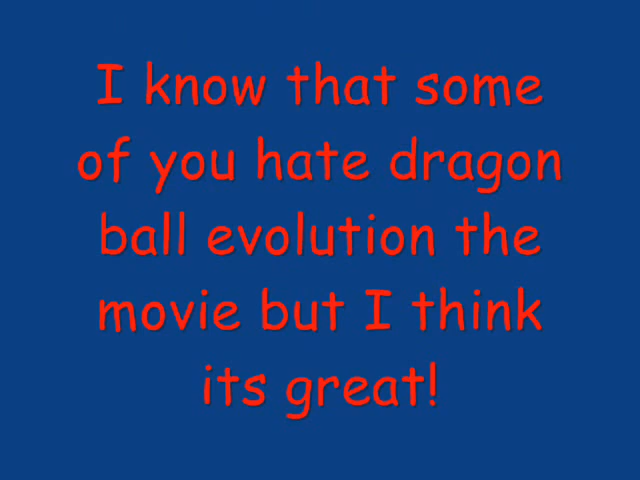 I know that some
of you hate dragon
ball evolution the
movie but I think
its great!